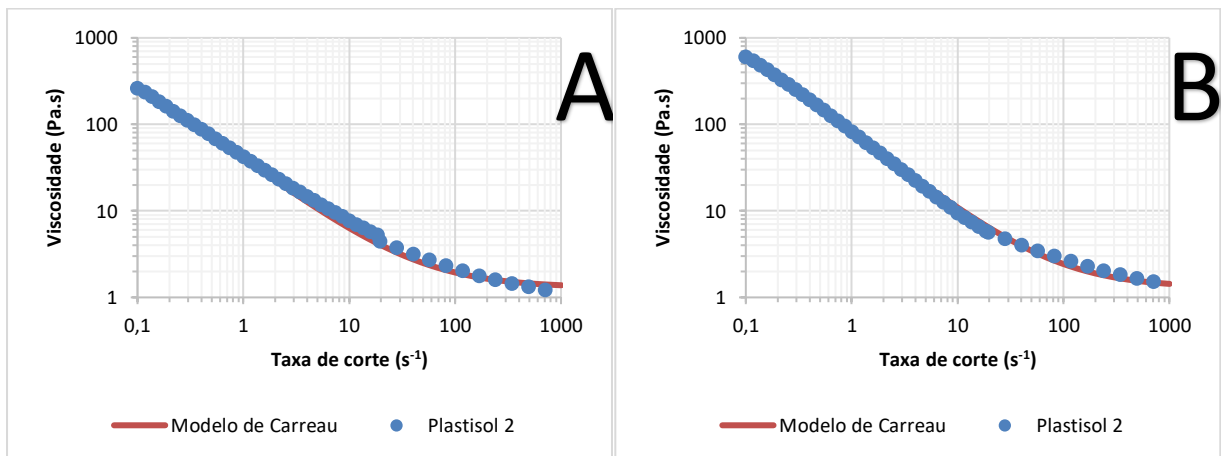 A
Viscosidade (Pa.s)
1000
100
10
1
0,1 1 10 100 1000
Taxa de corte (s⁻¹)
Modelo de Carreau Plastisol 2
B
Viscosidade (Pa.s)
1000
100
10
1
0,1 1 10 100 1000
Taxa de corte (s⁻¹)
Modelo de Carreau Plastisol 2